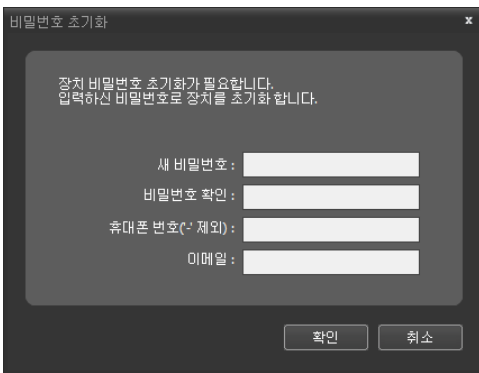 비밀번호 초기화 x
장치 비밀번호 초기화가 필요합니다.
입력하신 비밀번호로 장치를 초기화 합니다.
새 비밀번호 :
비밀번호 확인 :
휴대폰 번호('-' 제외) :
이메일 :
확인 취소